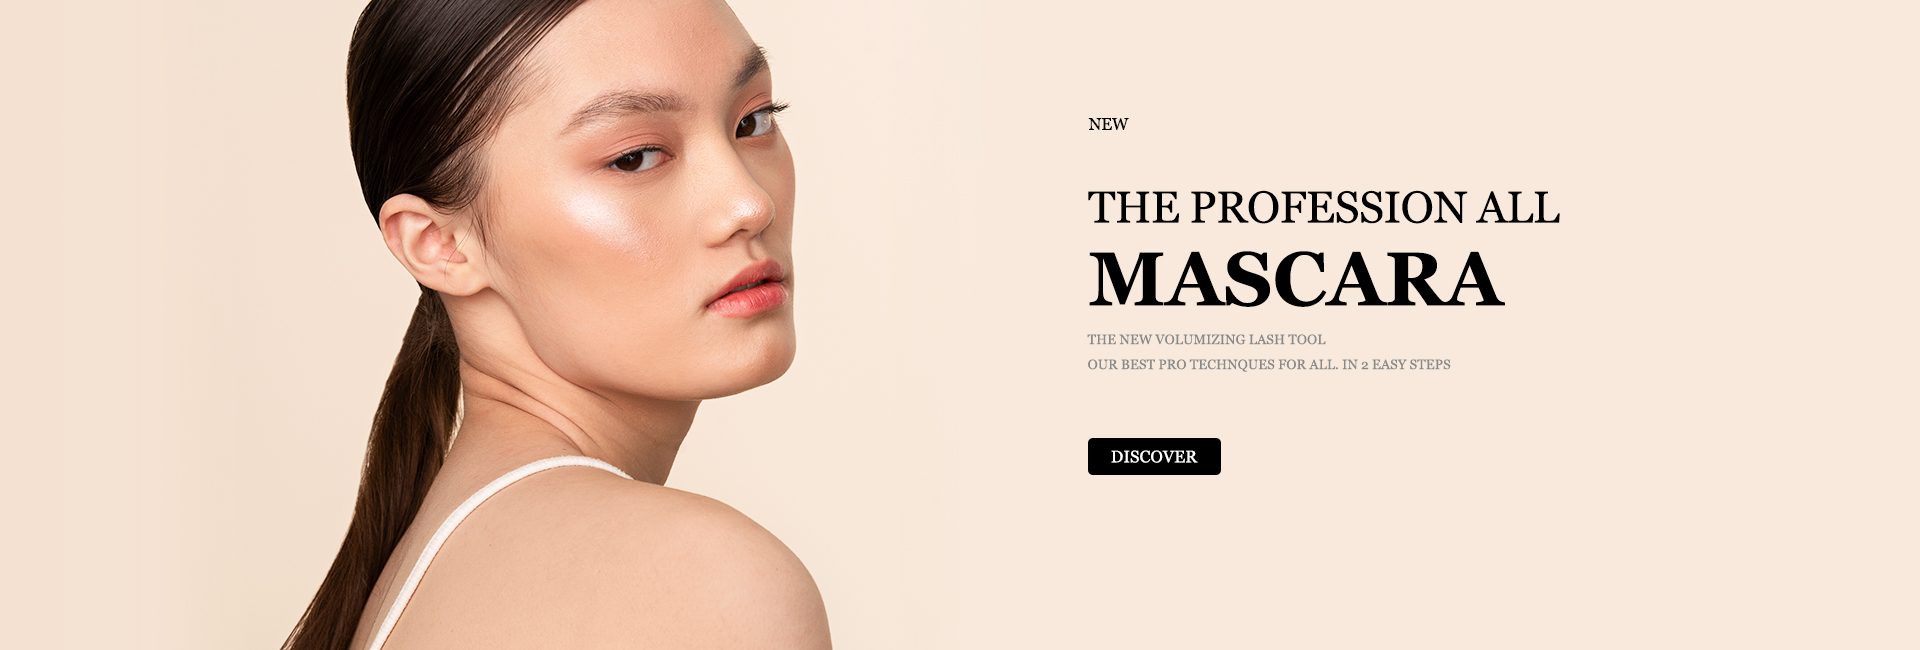 NEW
THE PROFESSION ALL
MASCARA
THE NEW VOLUMIZING LASH TOOL
OUR BEST PRO TECHNQUES FOR ALL. IN 2 EASY STEPS
DISCOVER